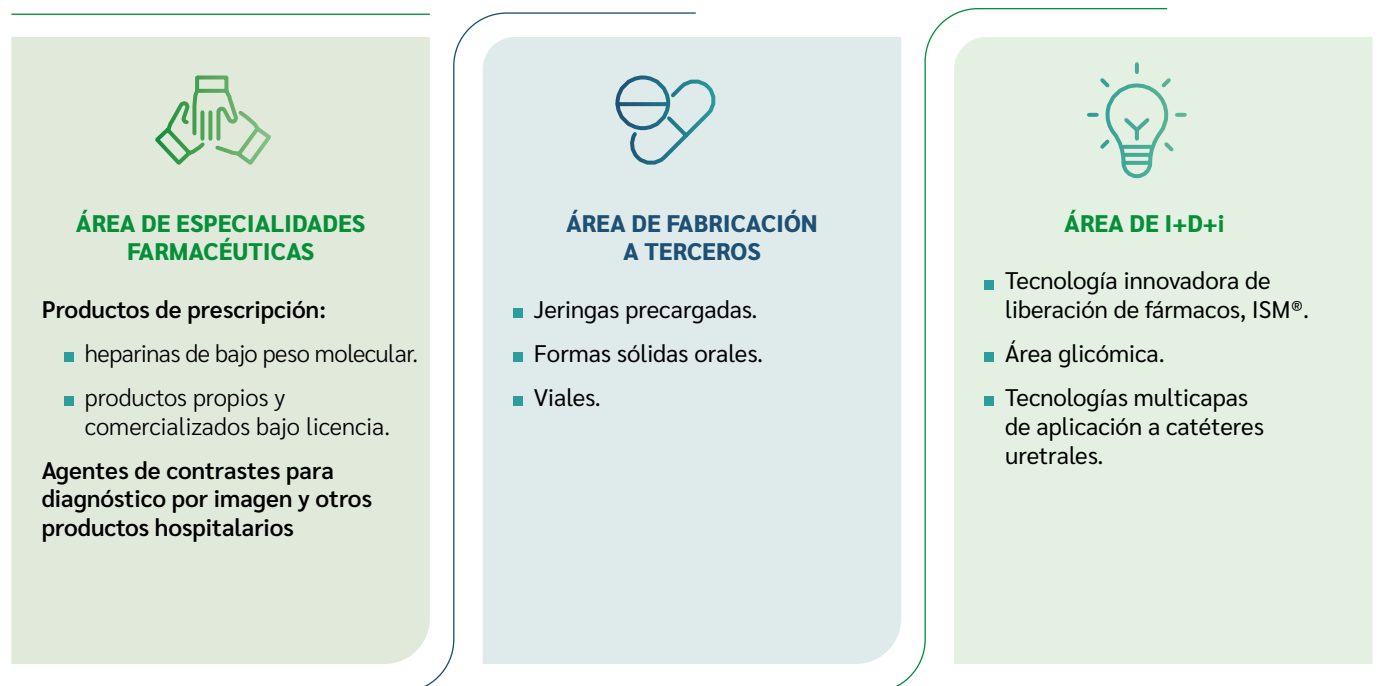 ÁREA DE ESPECIALIDADES
FARMACÉUTICAS
Productos de prescripción:
heparinas de bajo peso molecular.
productos propios y
comercializados bajo licencia.
Agentes de contrastes para
diagnóstico por imagen y otros
productos hospitalarios
ÁREA DE FABRICACIÓN
A TERCEROS
Jeringas precargadas.
Formas sólidas orales.
Viales.
ÁREA DE I+D+i
Tecnología innovadora de
liberación de fármacos, ISM®.
Área glicómica.
Tecnologías multicapas
de aplicación a catéteres
uretrales.